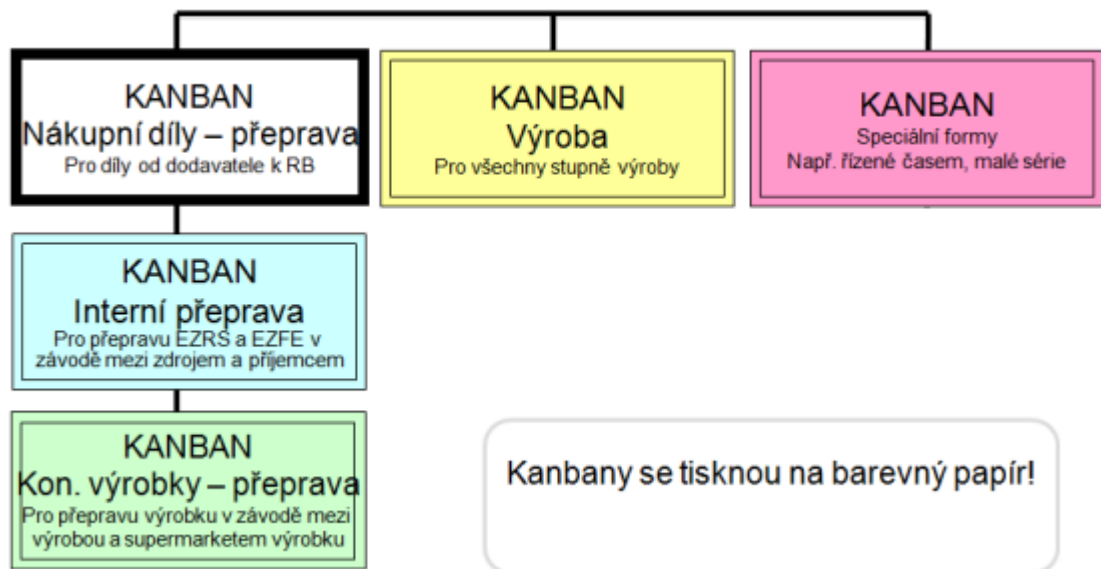 KANBAN
Nákupní díly – přeprava
Pro díly od dodavatele k RB
KANBAN
Výroba
Pro všechny stupně výroby
KANBAN
Speciální formy
Např. řízené časem, malé série
KANBAN
Interní přeprava
Pro přepravu EZRS a EZFE v
závodě mezi zdrojem a příjemcem
KANBAN
Kon. výrobky – přeprava
Pro přepravu výrobku v závodě mezi
výrobou a supermarketem výrobku
Kanbany se tisknou na barevný papír!